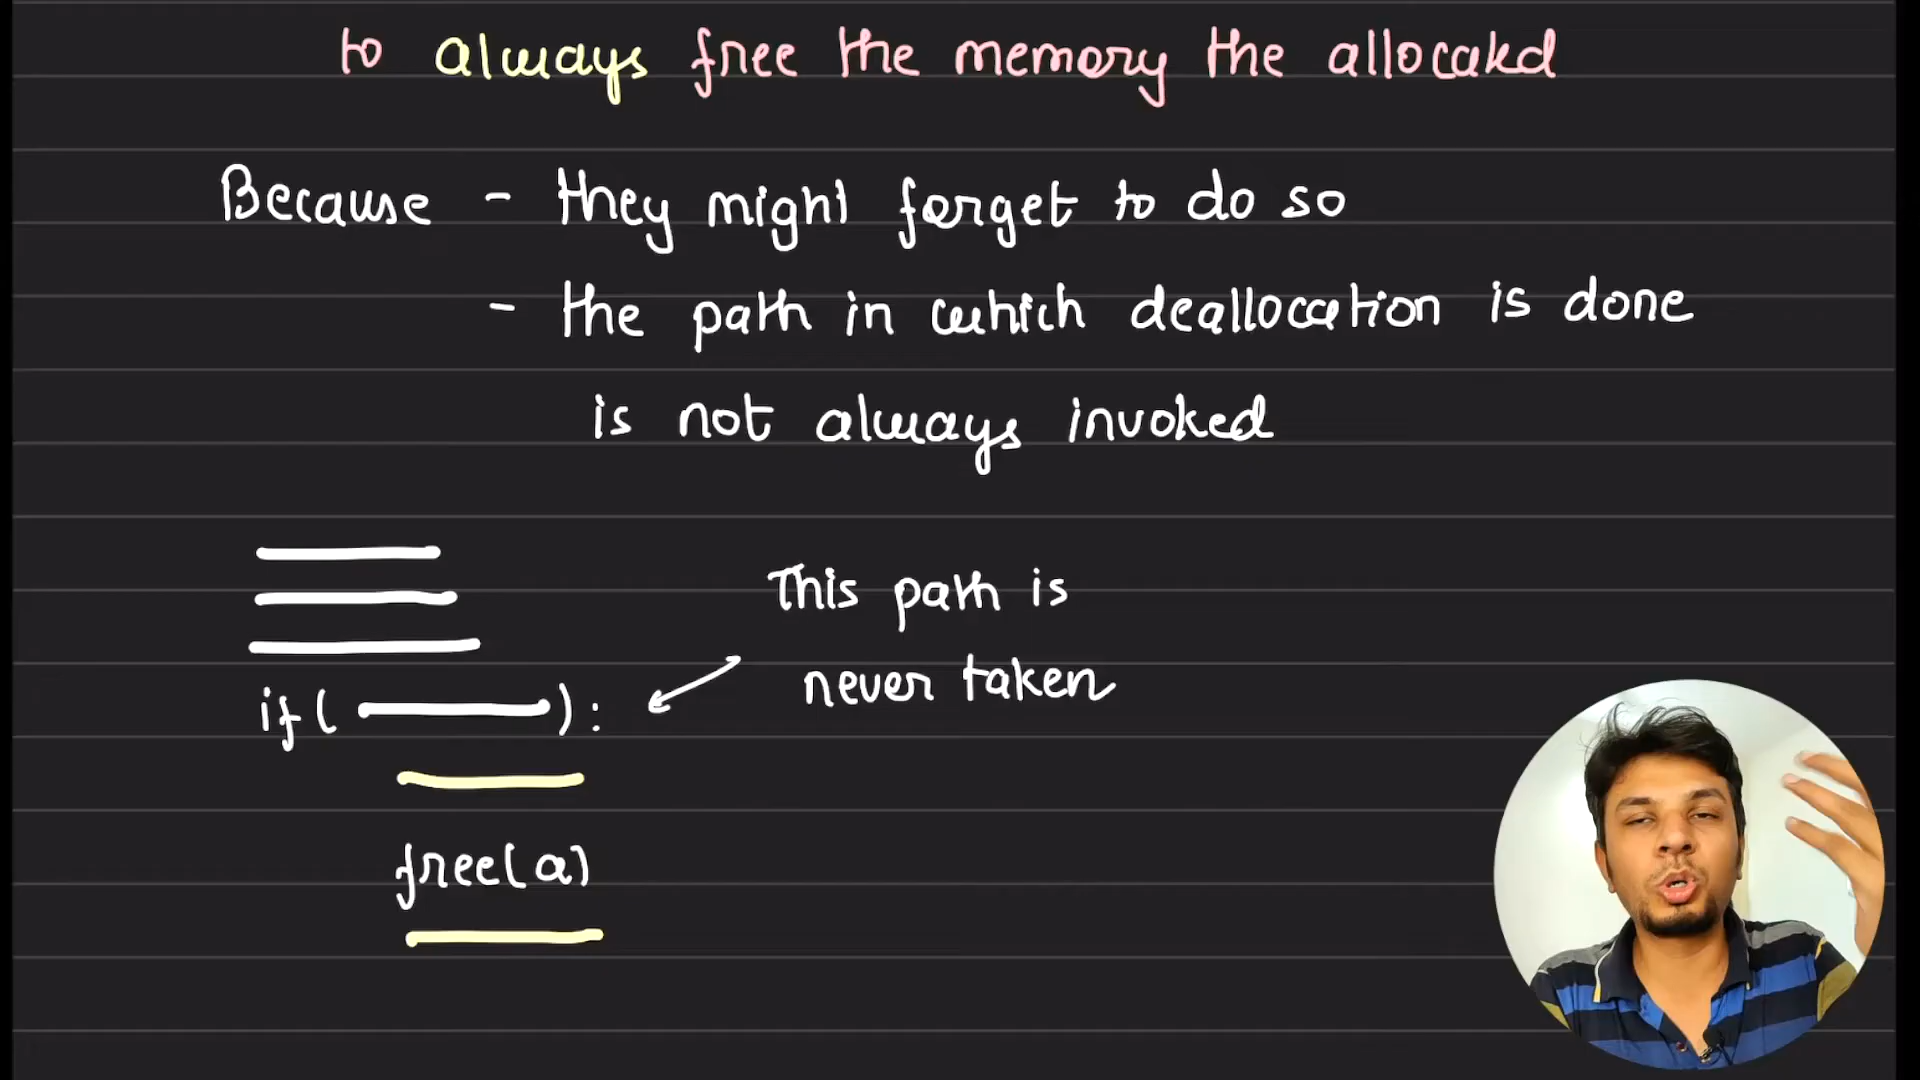 to always free the memory the allocated
Because - they might forget to do so
- the path in which deallocation is done
is not always invoked
This path is
never taken
if( ):
free(a)